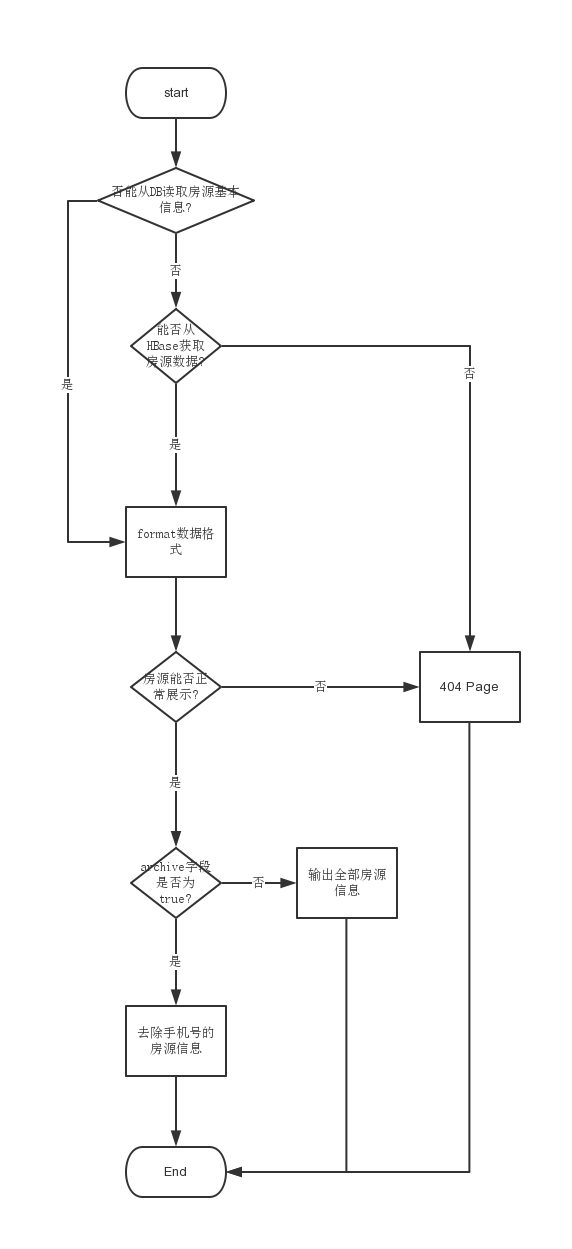 start
否能从DB读取房源基本
信息?
否
能否从
HBase获取
房源数据?
否
是
是
format数据格
式
房源能否正
常展示?
否
404 Page
是
archive字段
是否为
true?
否
输出全部房源
信息
是
去除手机号的
房源信息
End